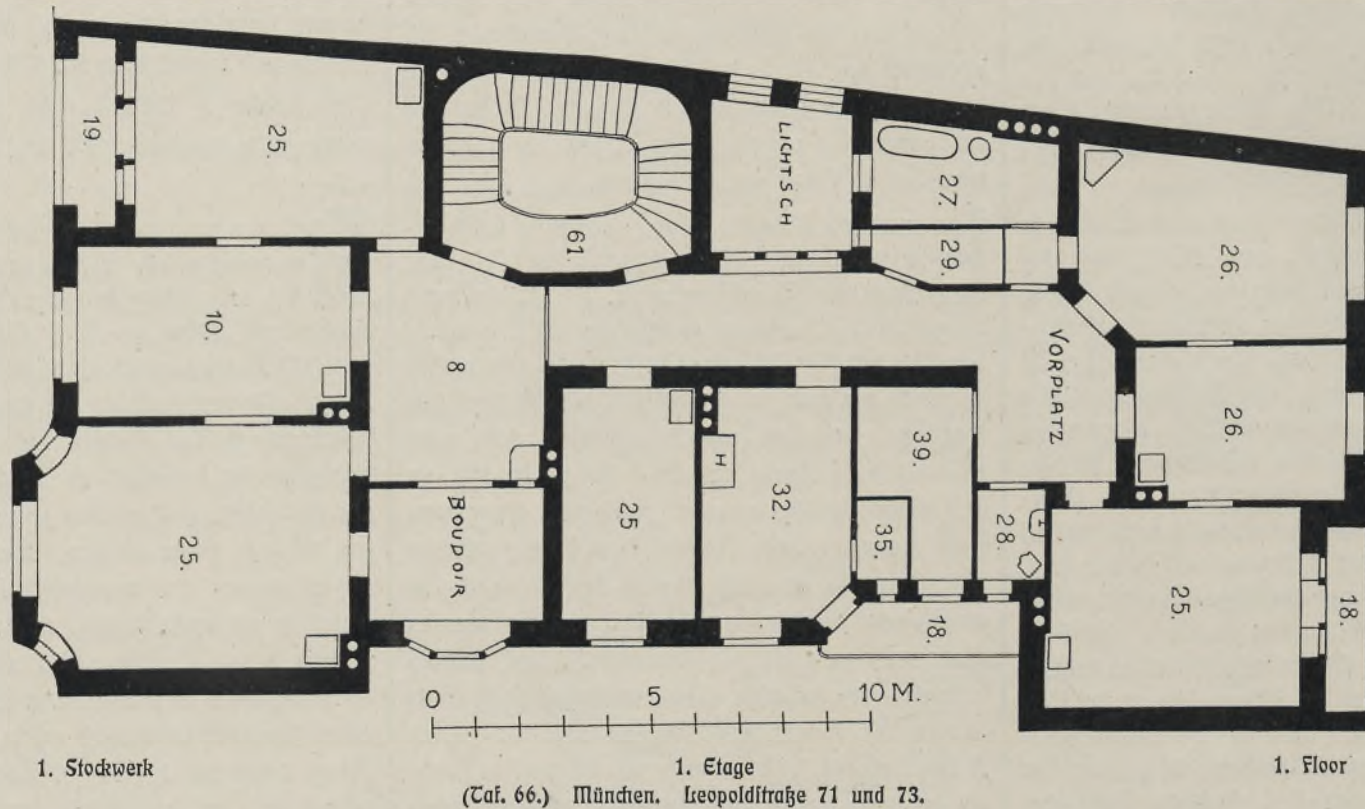 19.
25.
61.
LICHTSCH
27.
29.
26.
10.
8
VORPLATZ
26.
25.
BOUDOIR
25
H
32.
39.
35.
28.
18.
25.
18.
0 5 10 M.
1. Stockwerk 1. Etage 1. Floor
(Taf. 66.) München. Leopoldstraße 71 und 73.